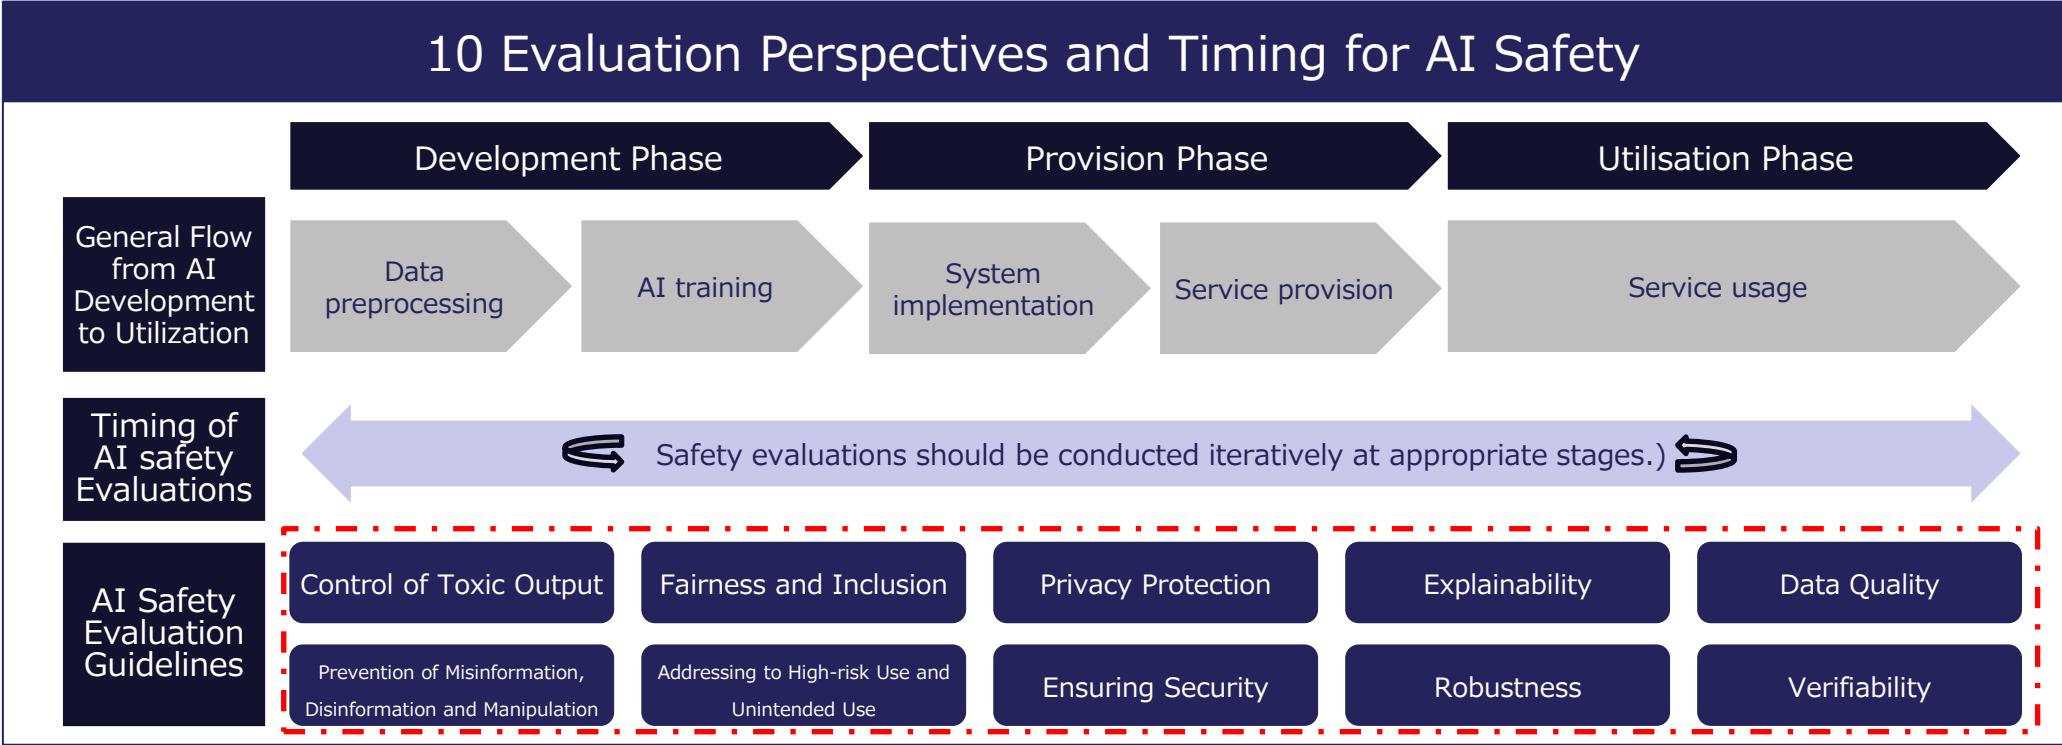 10 Evaluation Perspectives and Timing for AI Safety
Development Phase
Provision Phase
Utilisation Phase
General Flow
from AI
Development
to Utilization
Data
preprocessing
AI training
System
implementation
Service provision
Service usage
Timing of
AI safety
Evaluations
Safety evaluations should be conducted iteratively at appropriate stages.)
AI Safety
Evaluation
Guidelines
Control of Toxic Output
Fairness and Inclusion
Privacy Protection
Explainability
Data Quality
Prevention of Misinformation,
Disinformation and Manipulation
Addressing to High-risk Use and
Unintended Use
Ensuring Security
Robustness
Verifiability